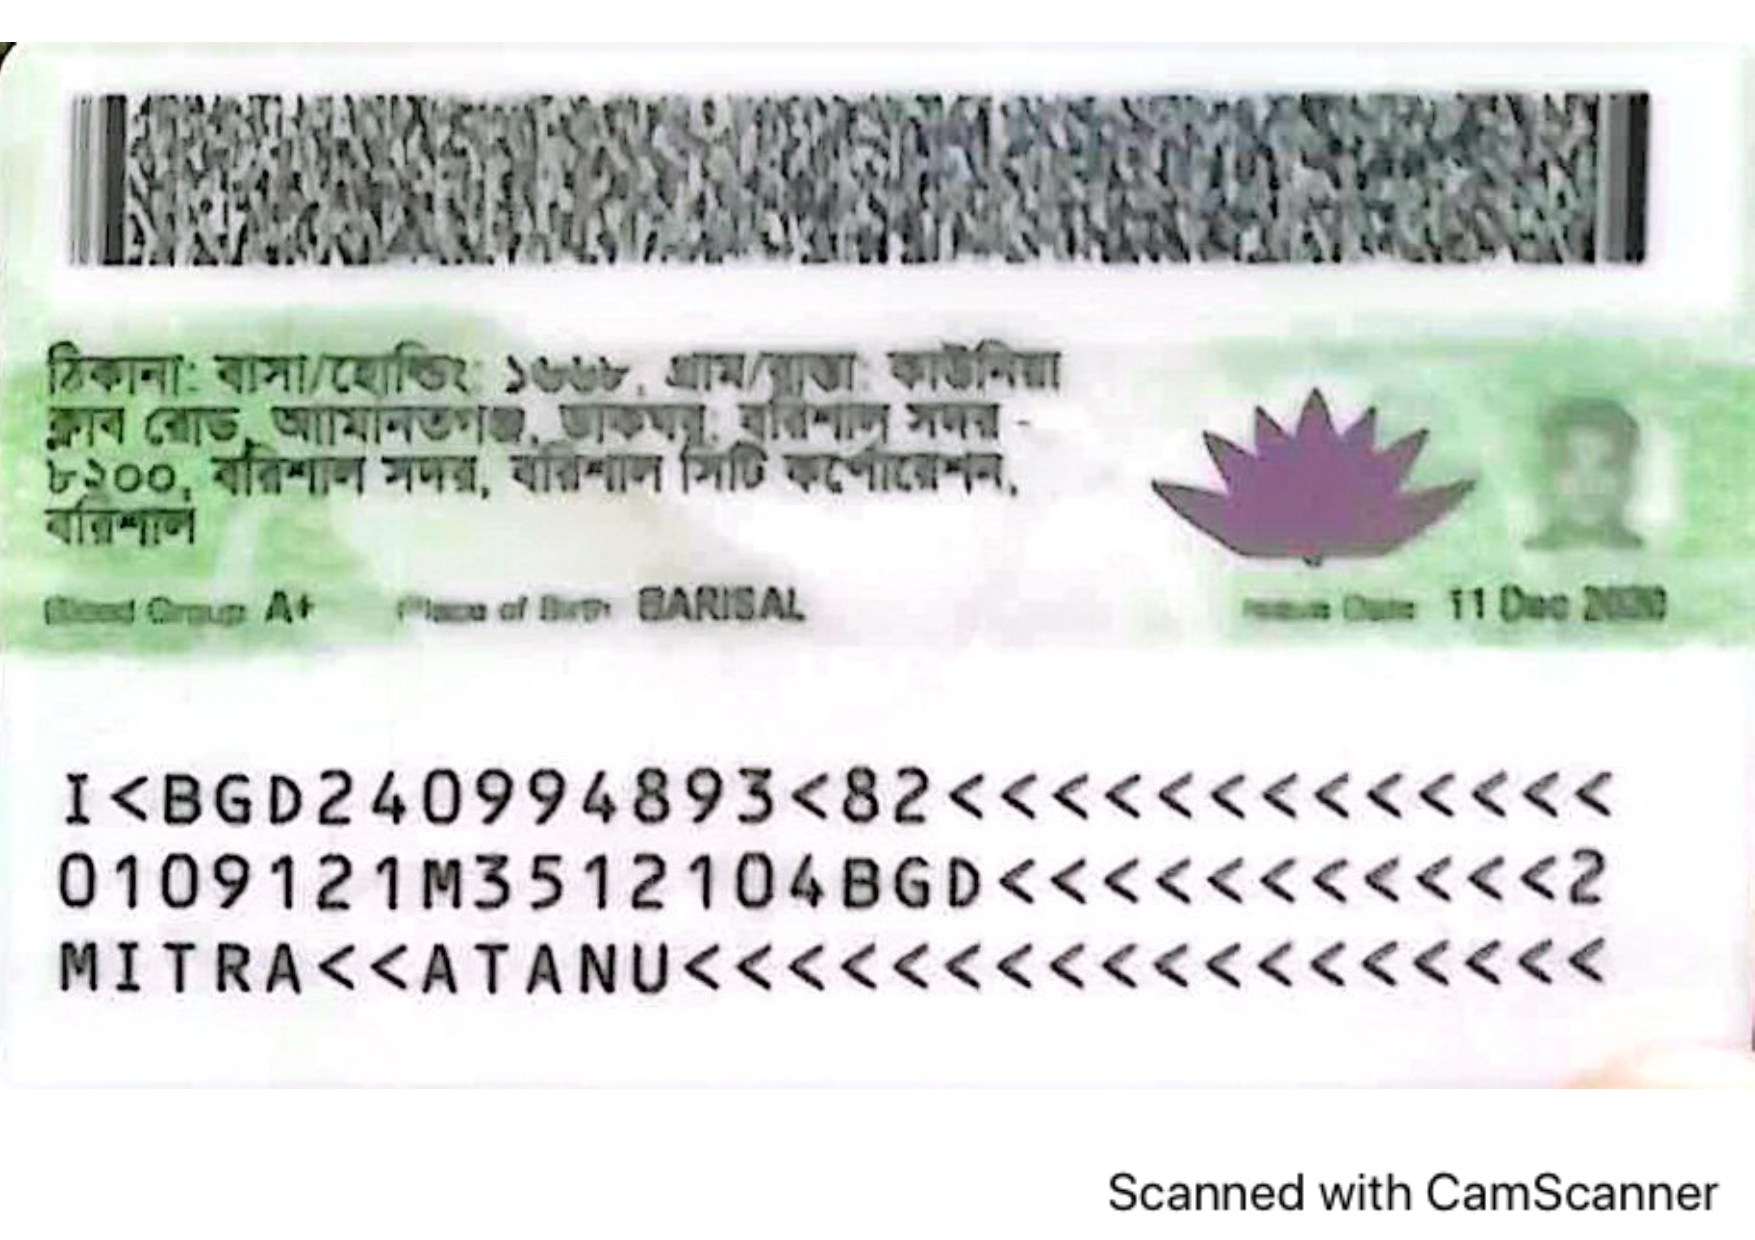 ঠিকানা: বাসা/হোল্ডিং: ১৬৬৮, গ্রাম/রাস্তা: কাউনিয়া
ক্লাব রোড, আমানতগঞ্জ, ডাকঘর: বরিশাল সদর -
৮২০০, বরিশাল সদর, বরিশাল সিটি কর্পোরেশন,
বরিশাল
Blood Group: A+ Place of Birth: BARISAL Issue Date: 11 Dec 2020
I<BGD240994893<82<<<<<<<<<<<<<
0109121M3512104BGD<<<<<<<<<<<2
MITRA<<ATANU<<<<<<<<<<<<<<<<<<
Scanned with CamScanner